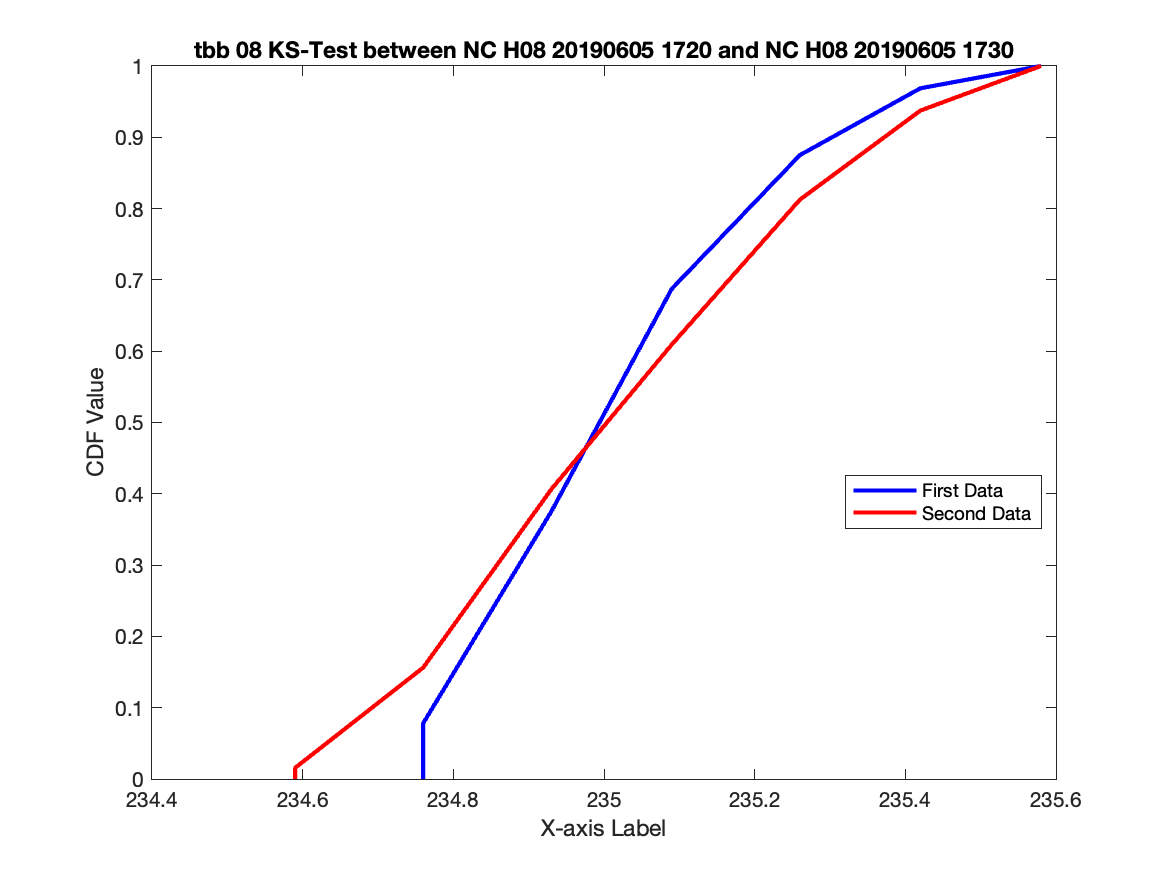 tbb 08 KS-Test between NC H08 20190605 1720 and NC H08 20190605 1730
1
0.9
0.8
0.7
0.6
0.5
0.4
0.3
0.2
0.1
0
CDF Value
First Data
Second Data
234.4 234.6 234.8 235 235.2 235.4 235.6
X-axis Label